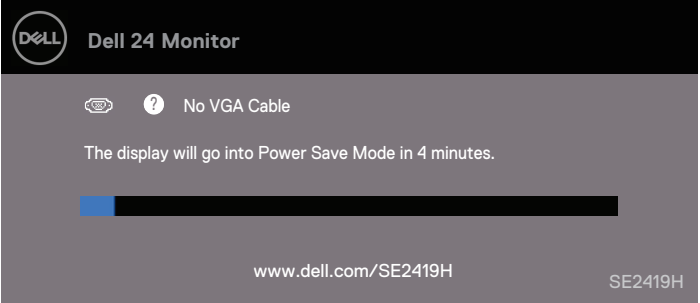 DELL
Dell 24 Monitor
? No VGA Cable
The display will go into Power Save Mode in 4 minutes.
www.dell.com/SE2419H
SE2419H